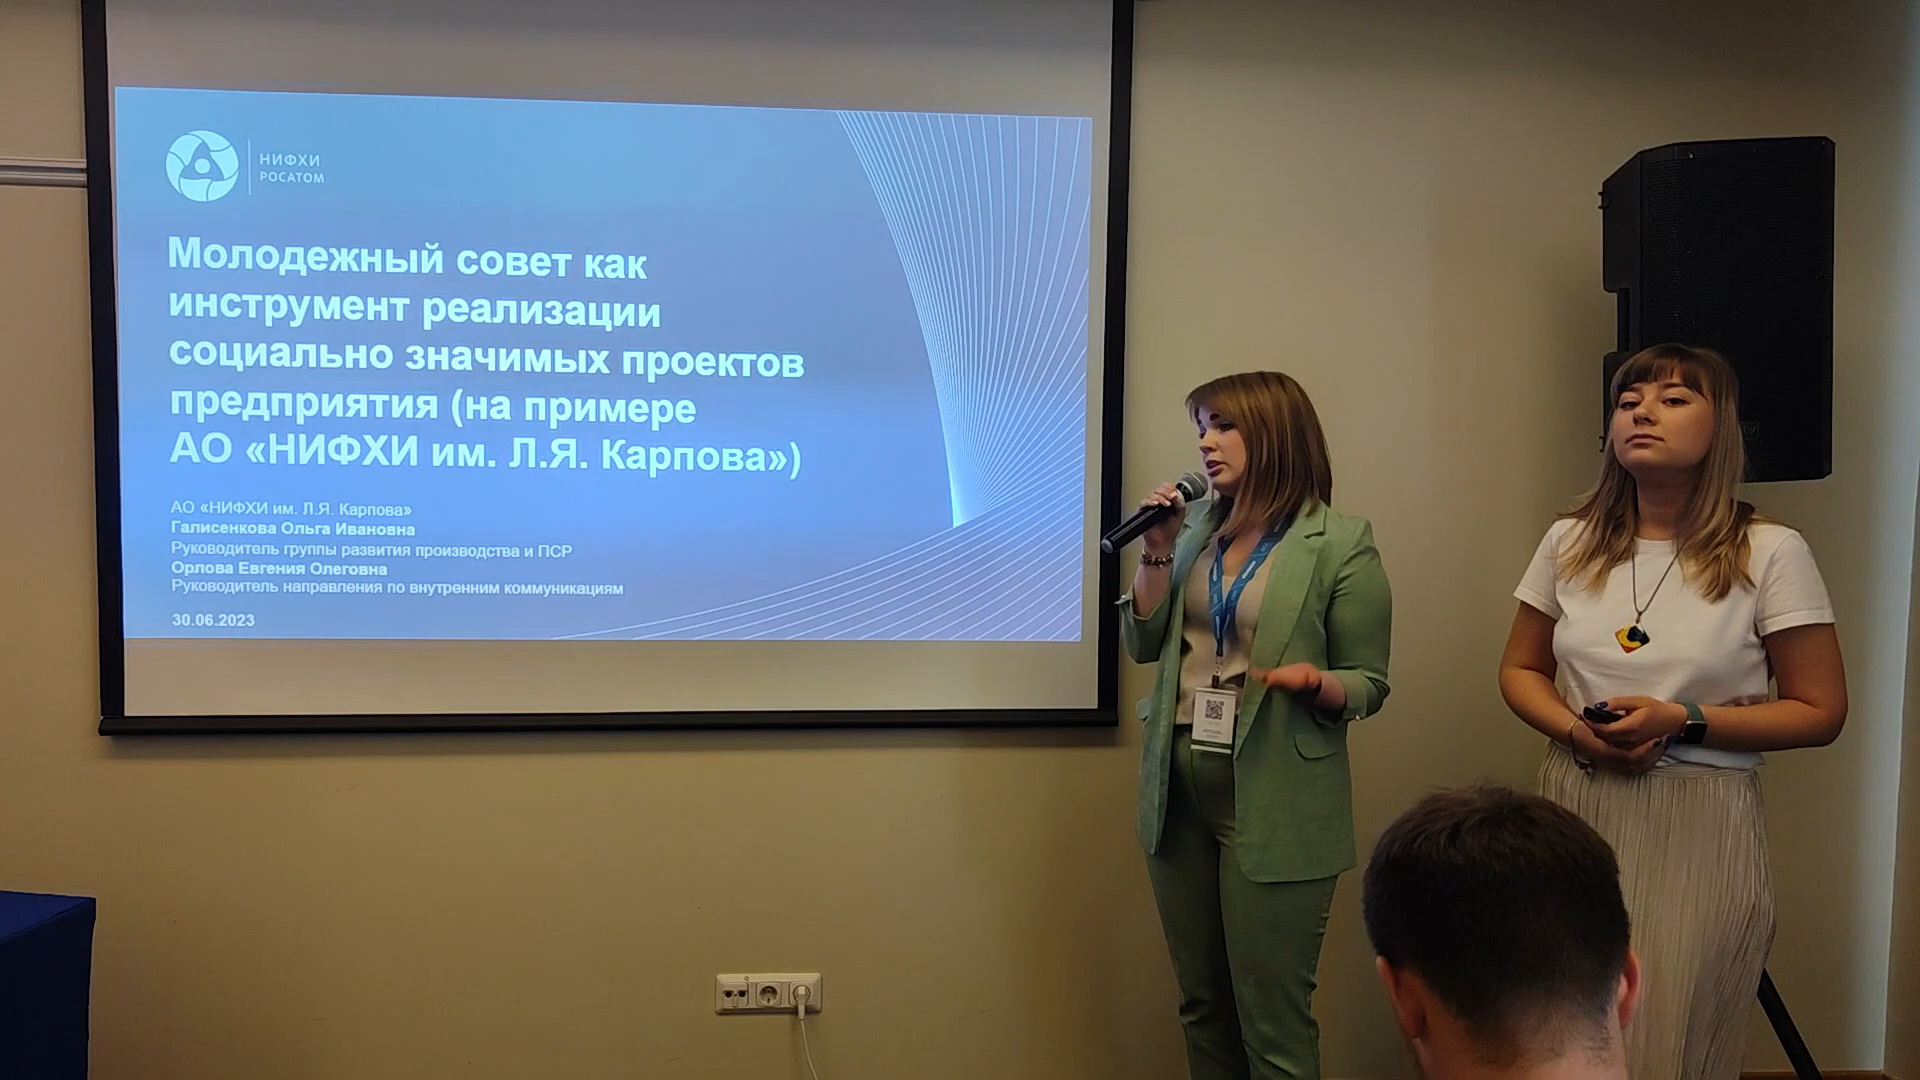 НИФХИ
РОСАТОМ
Молодежный совет как
инструмент реализации
социально значимых проектов
предприятия (на примере
АО «НИФХИ им. Л.Я. Карпова»)
АО «НИФХИ им. Л.Я. Карпова»
Галисенкова Ольга Ивановна
Руководитель группы развития производства и ПСР
Орлова Евгения Олеговна
Руководитель направления по внутренним коммуникациям
30.06.2023